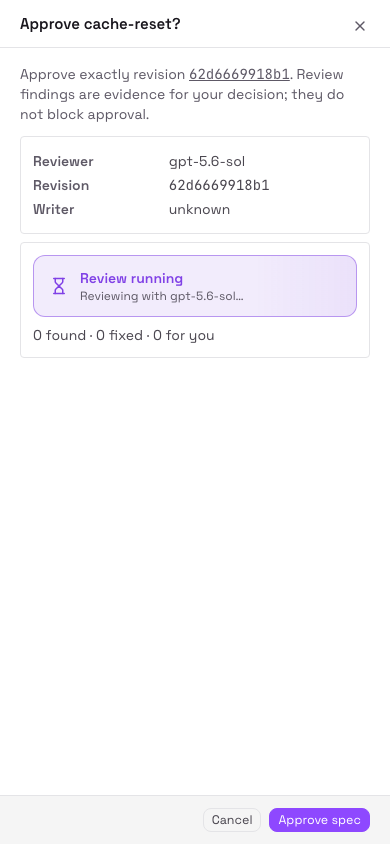 Approve cache-reset?
Approve exactly revision 62d6669918b1. Review
findings are evidence for your decision; they do
not block approval.
Reviewer gpt-5.6-sol
Revision 62d6669918b1
Writer unknown
Review running
Reviewing with gpt-5.6-sol…
0 found · 0 fixed · 0 for you
Cancel Approve spec